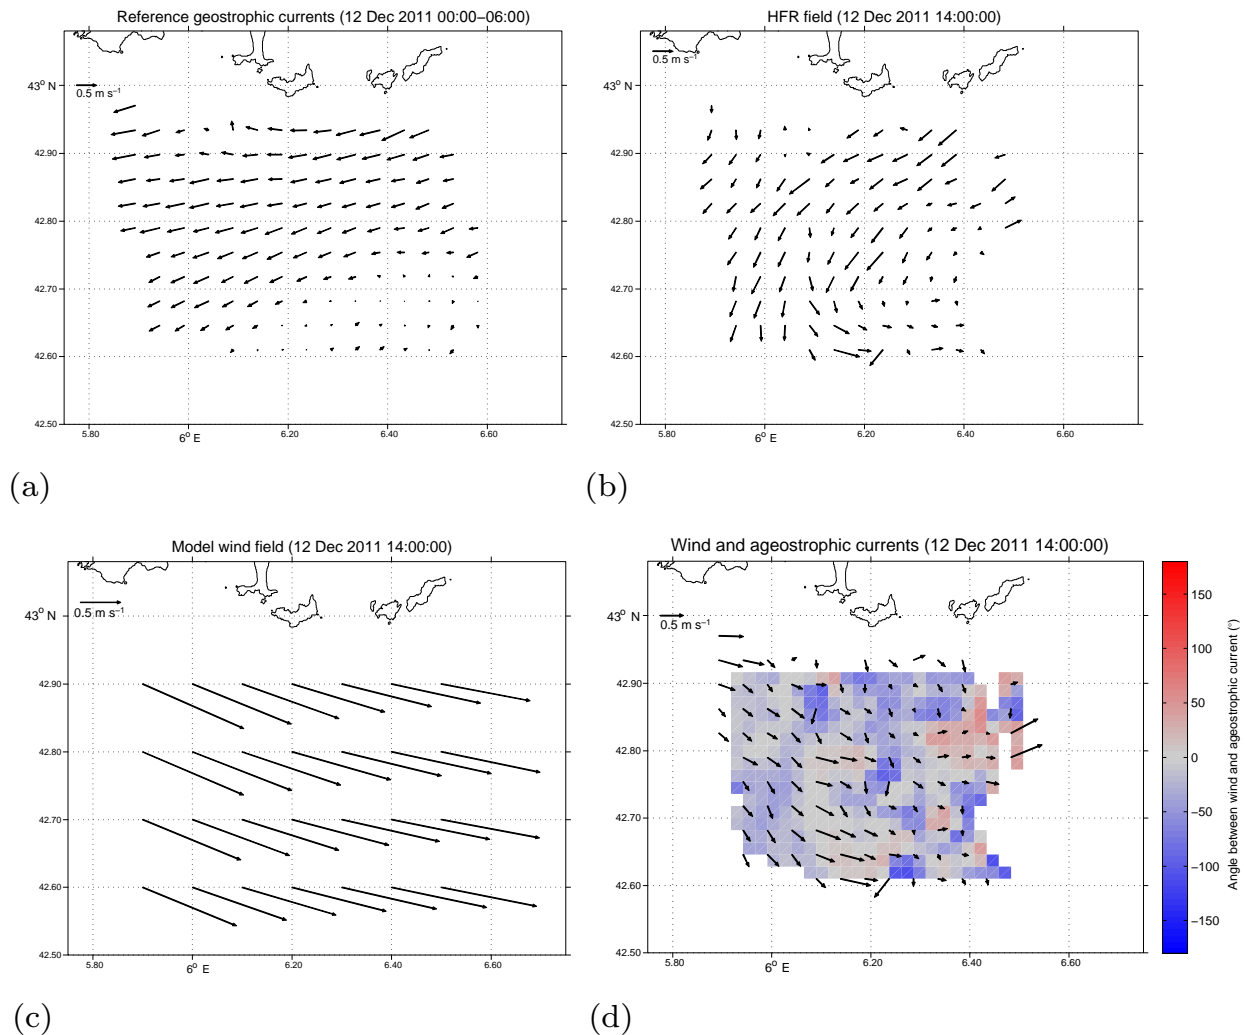 Reference geostrophic currents (12 Dec 2011 00:00−06:00)
43° N
0.5 m s⁻¹
42.90
42.80
42.70
42.60
42.50
5.80
6° E
6.20
6.40
6.60
(a)
HFR field (12 Dec 2011 14:00:00)
0.5 m s⁻¹
43° N
42.90
42.80
42.70
42.60
42.50
5.80
6° E
6.20
6.40
6.60
(b)
Model wind field (12 Dec 2011 14:00:00)
0.5 m s⁻¹
43° N
42.90
42.80
42.70
42.60
42.50
5.80
6° E
6.20
6.40
6.60
(c)
Wind and ageostrophic currents (12 Dec 2011 14:00:00)
43° N
0.5 m s⁻¹
42.90
42.80
42.70
42.60
42.50
5.80
6° E
6.20
6.40
6.60
150
100
50
0
−50
−100
−150
Angle between wind and ageostrophic current (°)
(d)